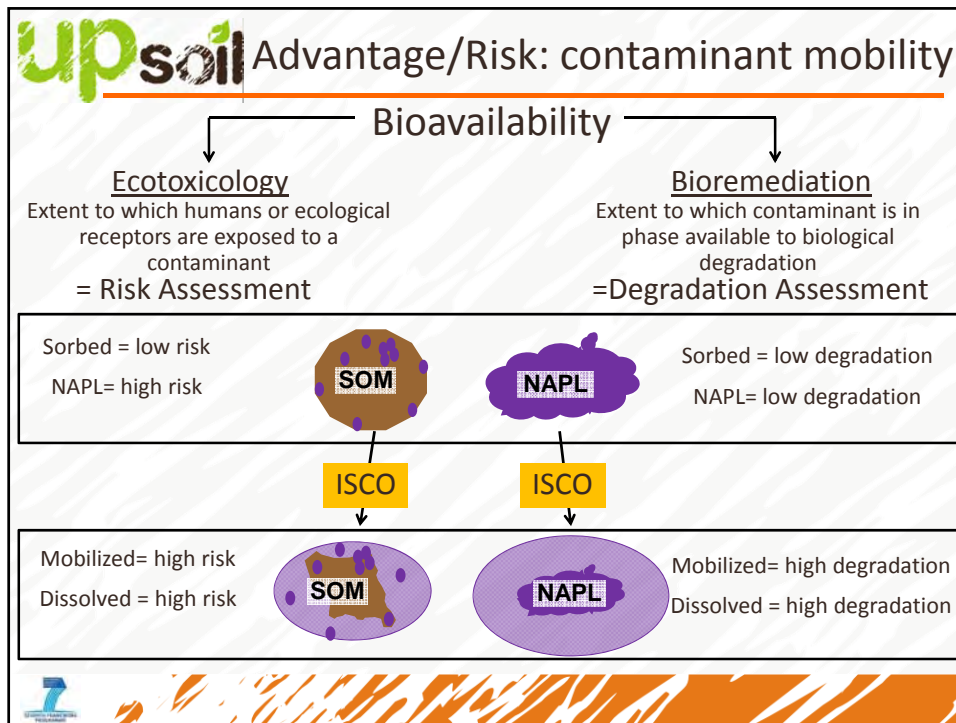 upsoil
Advantage/Risk: contaminant mobility
Bioavailability
Ecotoxicology
Extent to which humans or ecological
receptors are exposed to a
contaminant
= Risk Assessment
Bioremediation
Extent to which contaminant is in
phase available to biological
degradation
=Degradation Assessment
Sorbed = low risk
NAPL= high risk
SOM
NAPL
Sorbed = low degradation
NAPL= low degradation
ISCO
ISCO
Mobilized= high risk
Dissolved = high risk
SOM
NAPL
Mobilized= high degradation
Dissolved = high degradation